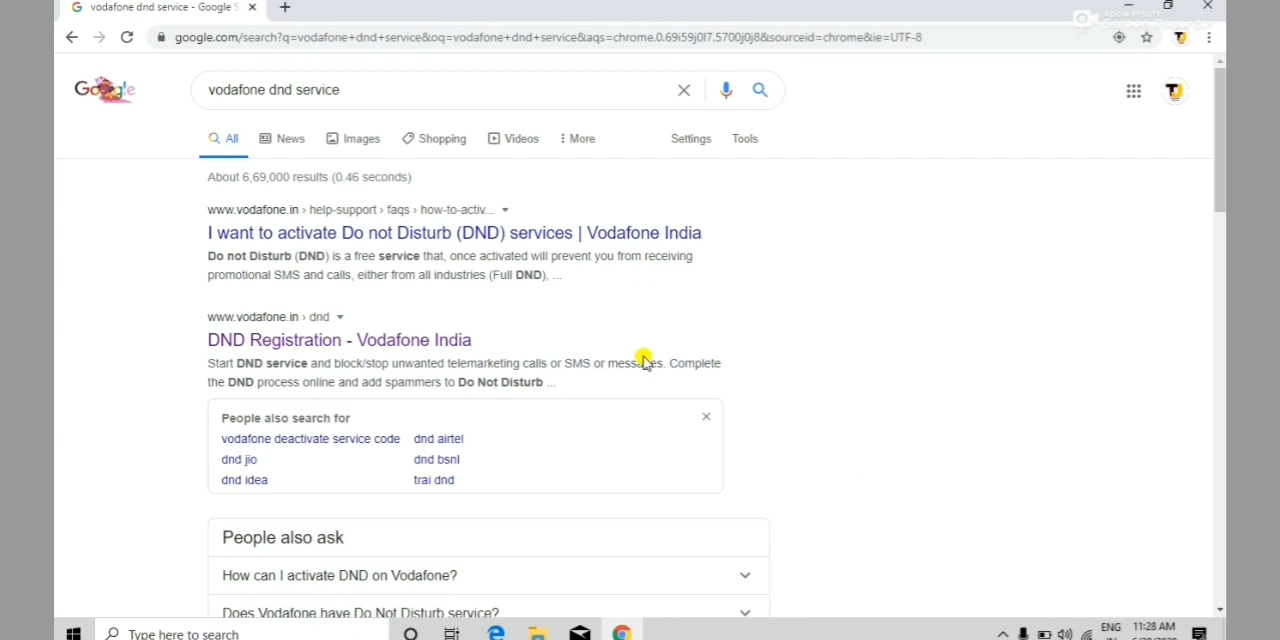 vodafone dnd service - Google S
Apowersoft
Screen Recorder
google.com/search?q=vodafone+dnd+service&oq=vodafone+dnd+service&aqs=chrome.0.69i59j0l7.5700j0j8&sourceid=chrome&ie=UTF-8
Google
vodafone dnd service
All News Images Shopping Videos More Settings Tools
About 6,69,000 results (0.46 seconds)
www.vodafone.in › help-support › faqs › how-to-activ...
I want to activate Do not Disturb (DND) services | Vodafone India
Do not Disturb (DND) is a free service that, once activated will prevent you from receiving
promotional SMS and calls, either from all industries (Full DND), ...
www.vodafone.in › dnd
DND Registration - Vodafone India
Start DND service and block/stop unwanted telemarketing calls or SMS or messages. Complete
the DND process online and add spammers to Do Not Disturb ...
People also search for
vodafone deactivate service code dnd airtel
dnd jio dnd bsnl
dnd idea trai dnd
People also ask
How can I activate DND on Vodafone?
Does Vodafone have Do Not Disturb service?
Type here to search
ENG 11:28 AM